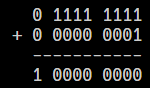 0 1111 1111
+ 0 0000 0001
-----------
1 0000 0000